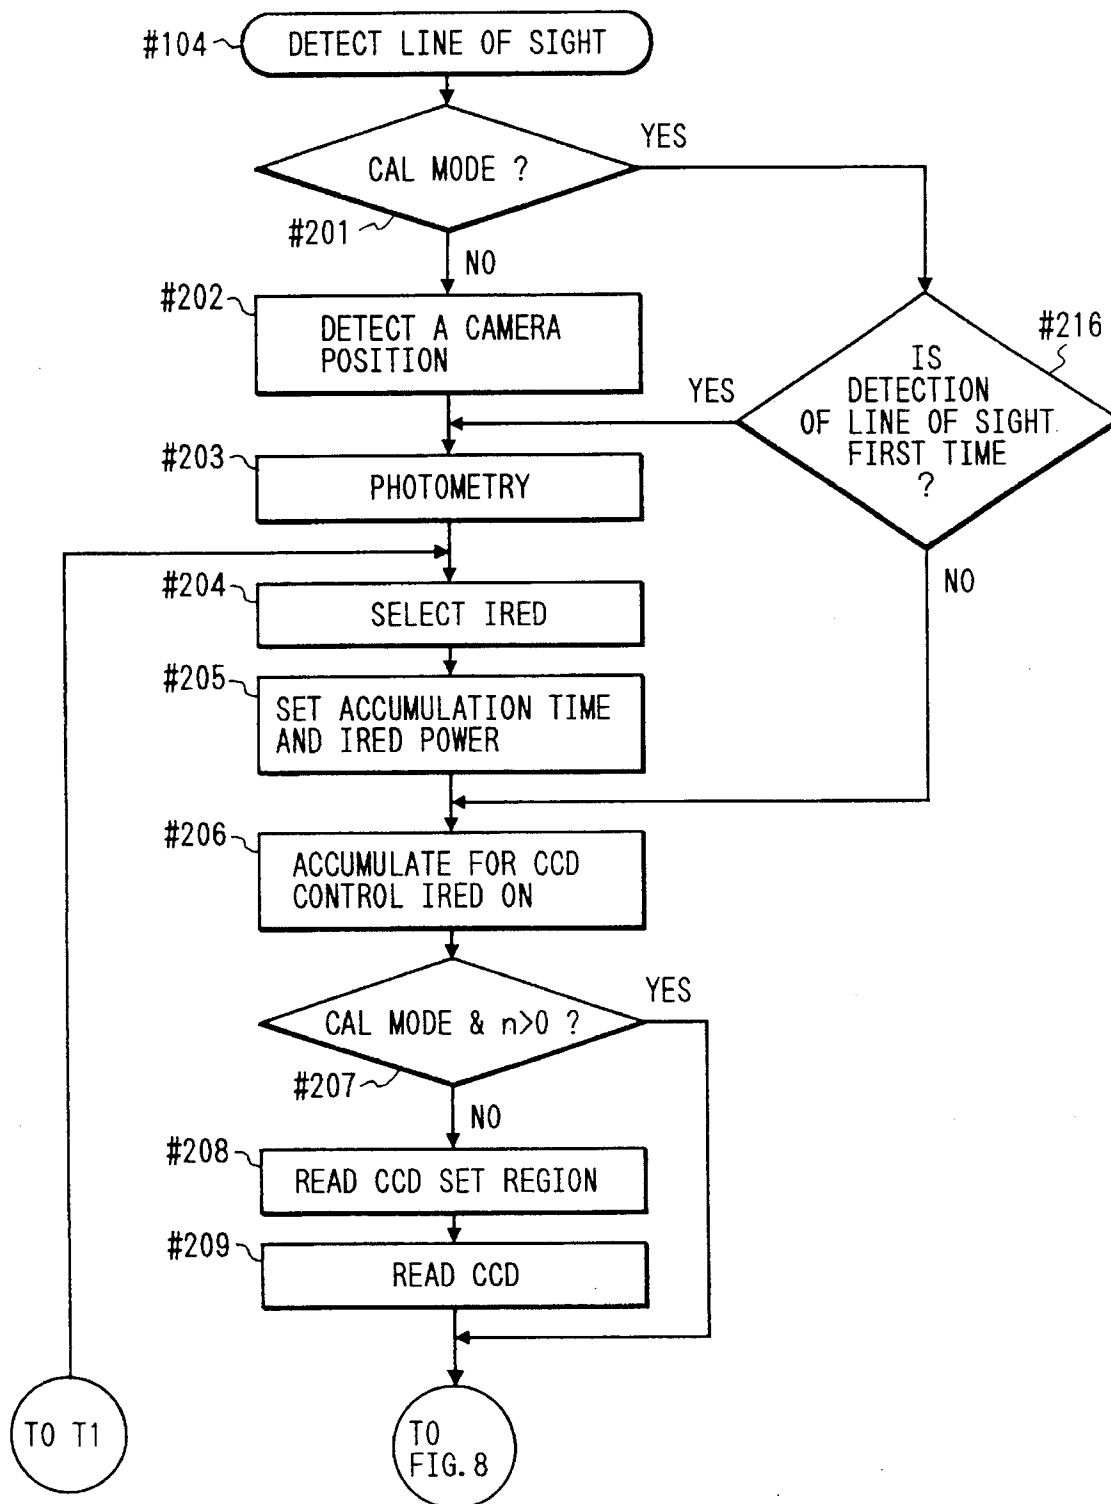 #104
DETECT LINE OF SIGHT
YES
CAL MODE ?
#201
NO
#202
DETECT A CAMERA
POSITION
#216
IS
DETECTION
OF LINE OF SIGHT
FIRST TIME
?
YES
#203
PHOTOMETRY
NO
#204
SELECT IRED
#205
SET ACCUMULATION TIME
AND IRED POWER
#206
ACCUMULATE FOR CCD
CONTROL IRED ON
YES
CAL MODE & n>0 ?
#207
NO
#208
READ CCD SET REGION
#209
READ CCD
TO T1
TO
FIG. 8